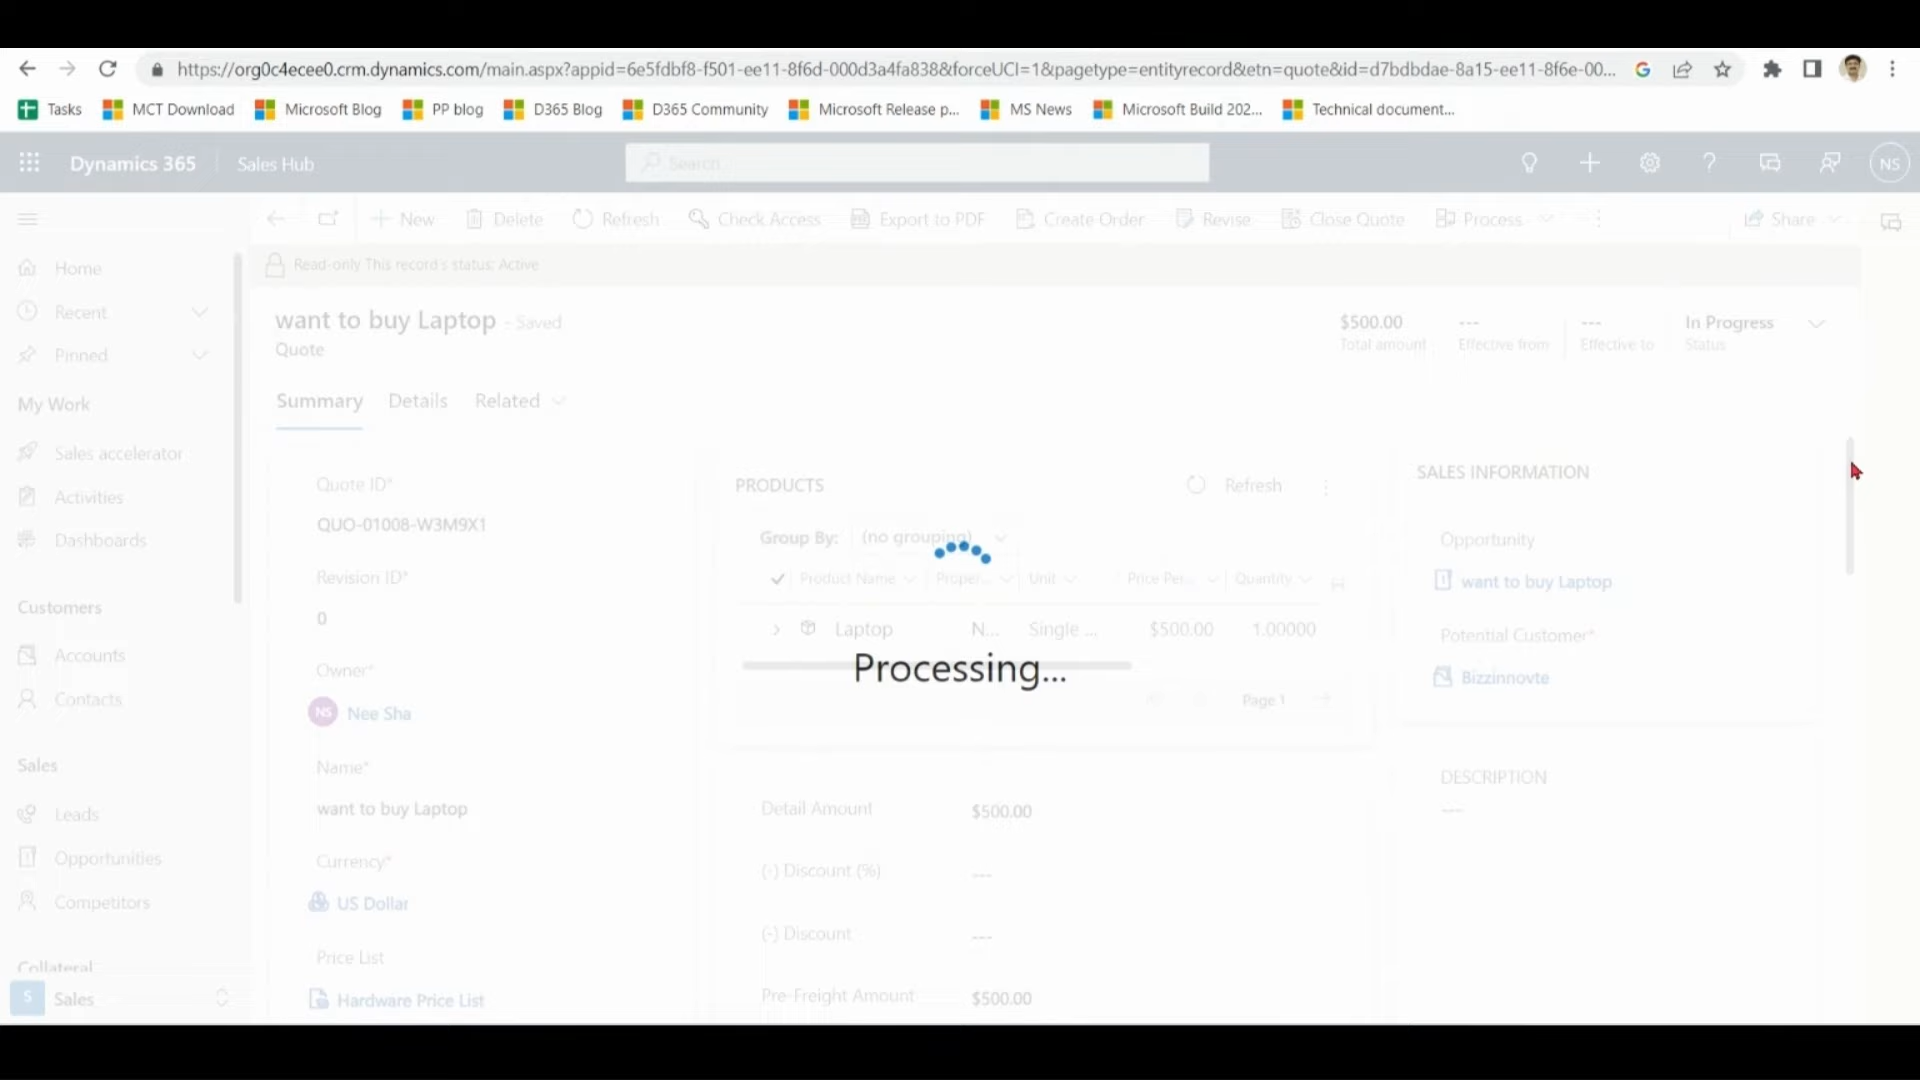 https://org0c4ecee0.crm.dynamics.com/main.aspx?appid=6e5fdbf8-f501-ee11-8f6d-000d3a4fa838&forceUCI=1&pagetype=entityrecord&etn=quote&id=d7bdbdae-8a15-ee11-8f6e-00...
Tasks MCT Download Microsoft Blog PP blog D365 Blog D365 Community Microsoft Release p... MS News Microsoft Build 202... Technical document...
Dynamics 365 Sales Hub Search NS
New Delete Refresh Check Access Export to PDF Create Order Revise Close Quote Process Share
Read-only This record's status: Active
Home
Recent
Pinned
My Work
Sales accelerator
Activities
Dashboards
Customers
Accounts
Contacts
Sales
Leads
Opportunities
Competitors
Collateral
S Sales
want to buy Laptop - Saved
Quote
$500.00 --- --- In Progress
Total amount Effective from Effective to Status
Summary Details Related
Quote ID*
QUO-01008-W3M9X1
Revision ID*
0
Owner*
NS Nee Sha
Name*
want to buy Laptop
Currency*
US Dollar
Price List
Hardware Price List
PRODUCTS Refresh
Group By: (no grouping)
Product Name Proper... Unit Price Per... Quantity
Laptop N... Single ... $500.00 1.00000
Processing...
Page 1
Detail Amount $500.00
(-) Discount (%) ---
(-) Discount ---
Pre-Freight Amount $500.00
SALES INFORMATION
Opportunity
want to buy Laptop
Potential Customer*
Bizzinnovte
DESCRIPTION
---